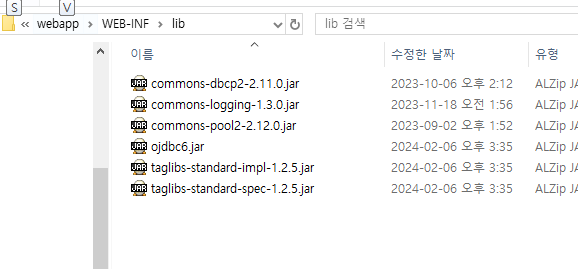 S V
« webapp > WEB-INF > lib lib 검색
이름 수정한 날짜 유형
commons-dbcp2-2.11.0.jar 2023-10-06 오후 2:12 ALZip JA
commons-logging-1.3.0.jar 2023-11-18 오전 1:56 ALZip JA
commons-pool2-2.12.0.jar 2023-09-02 오후 1:52 ALZip JA
ojdbc6.jar 2024-02-06 오후 3:35 ALZip JA
taglibs-standard-impl-1.2.5.jar 2024-02-06 오후 3:35 ALZip JA
taglibs-standard-spec-1.2.5.jar 2024-02-06 오후 3:35 ALZip JA